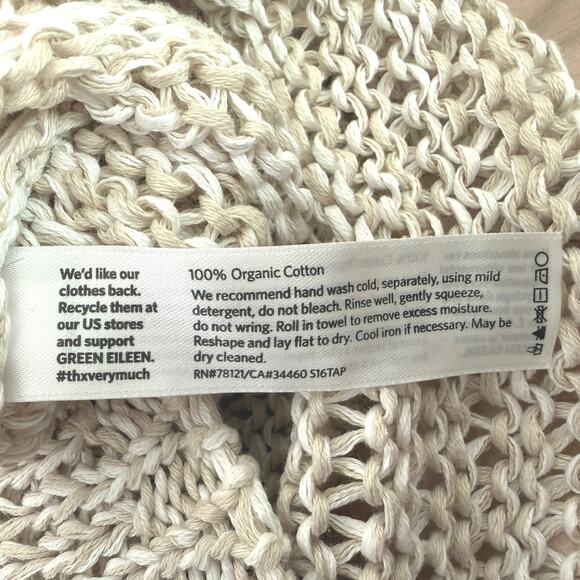 We'd like our
clothes back.
Recycle them at
our US stores
and support
GREEN EILEEN.
#thxverymuch
100% Organic Cotton
We recommend hand wash cold, separately, using mild
detergent, do not bleach. Rinse well, gently squeeze,
do not wring. Roll in towel to remove excess moisture.
Reshape and lay flat to dry. Cool iron if necessary. May be
dry cleaned.
RN#78121/CA#34460 S16TAP